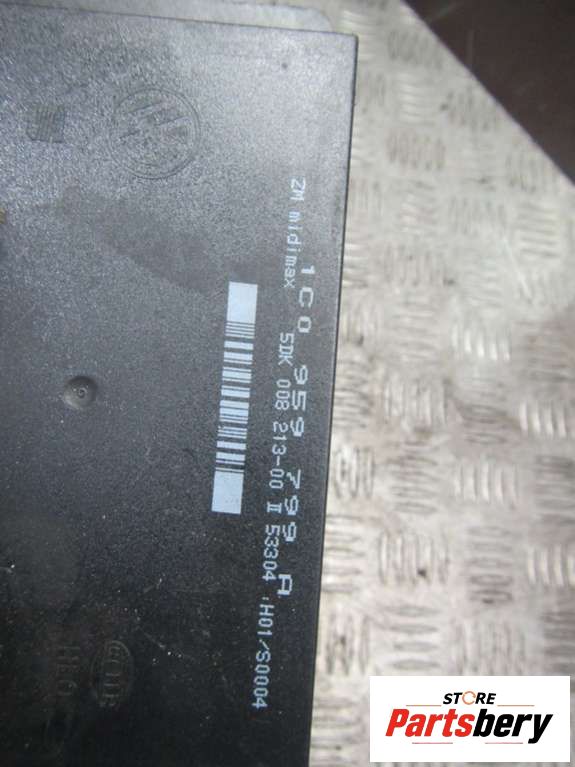 1C0 959 799 A
ZM midimax 5DK 008 213-00 II 53304 H01/S0004
STORE
Partsbery